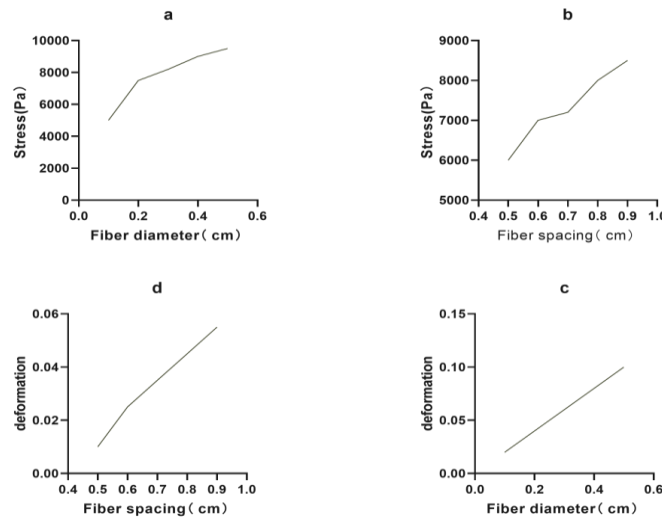 a
10000
8000
6000
4000
2000
0
Stress(Pa)
0.0 0.2 0.4 0.6
Fiber diameter( cm)
b
9000
8000
7000
6000
5000
Stress(Pa)
0.4 0.5 0.6 0.7 0.8 0.9 1.0
Fiber spacing( cm)
d
0.06
0.04
0.02
0.00
deformation
0.4 0.5 0.6 0.7 0.8 0.9 1.0
Fiber spacing( cm)
c
0.15
0.10
0.05
0.00
deformation
0.0 0.2 0.4 0.6
Fiber diameter( cm)